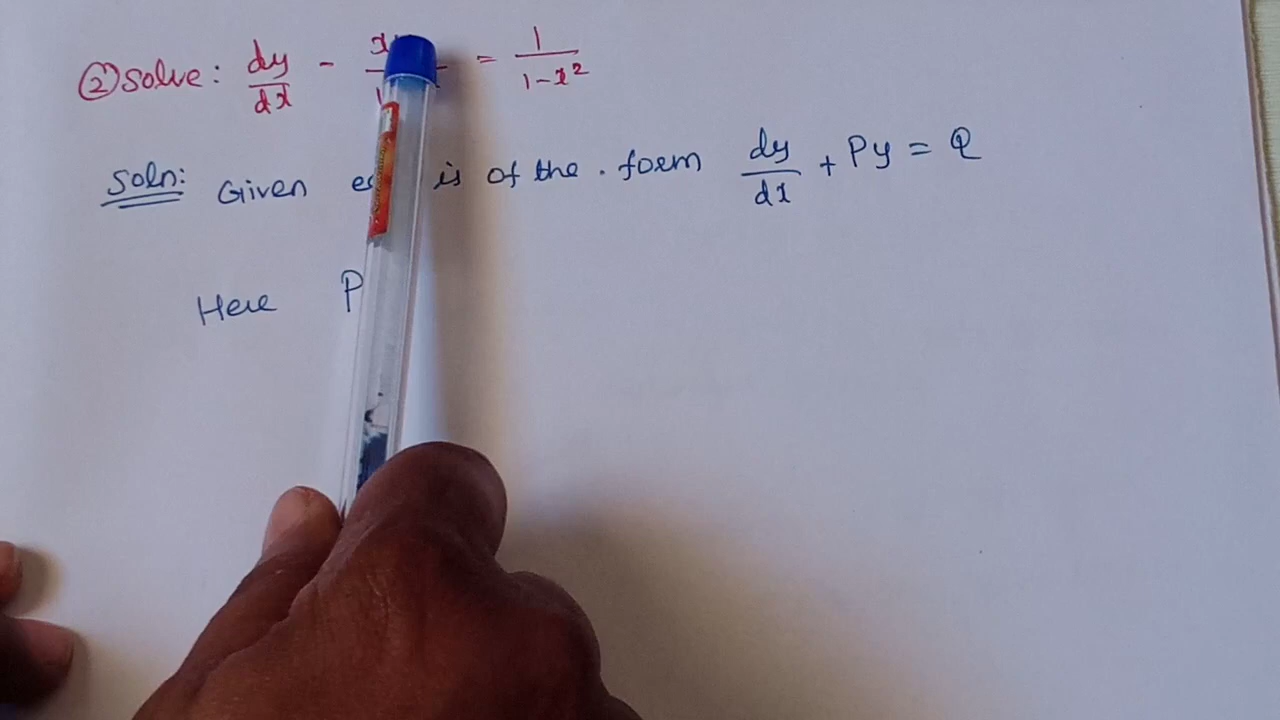 ② Solve: dy/dx - x = 1/(1-x²)
Soln: Given is of the . form dy/dx + Py = Q
Here P